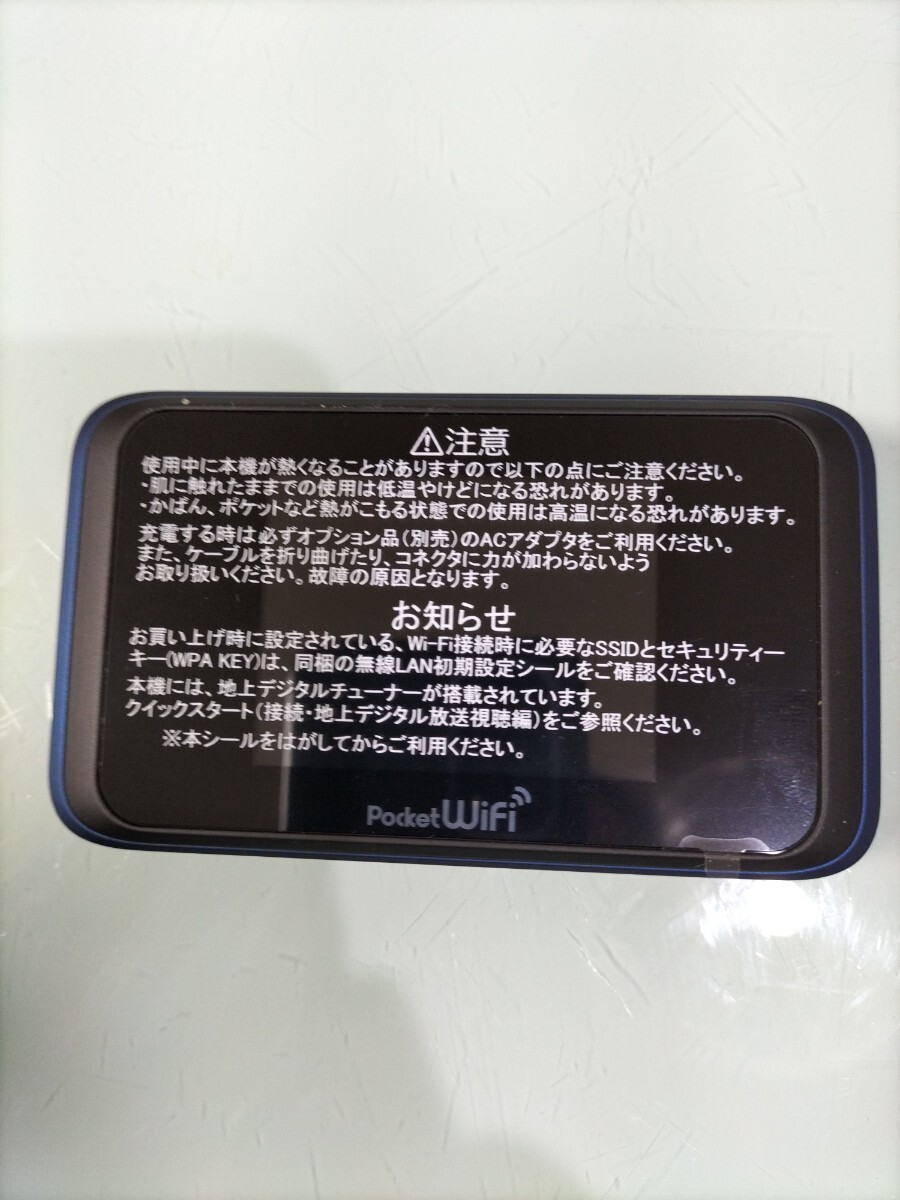 ⚠注意
使用中に本機が熱くなることがありますので以下の点にご注意ください。
・肌に触れたままでの使用は低温やけどになる恐れがあります。
・かばん、ポケットなど熱がこもる状態での使用は高温になる恐れがあります。
充電する時は必ずオプション品(別売)のACアダプタをご利用ください。
また、ケーブルを折り曲げたり、コネクタに力が加わらないよう
お取り扱いください。故障の原因となります。
お知らせ
お買い上げ時に設定されている、Wi-Fi接続時に必要なSSIDとセキュリティー
キー(WPA KEY)は、同梱の無線LAN初期設定シールをご確認ください。
本機には、地上デジタルチューナーが搭載されています。
クイックスタート(接続・地上デジタル放送視聴編)をご参照ください。
※本シールをはがしてからご利用ください。
Pocket WiFi